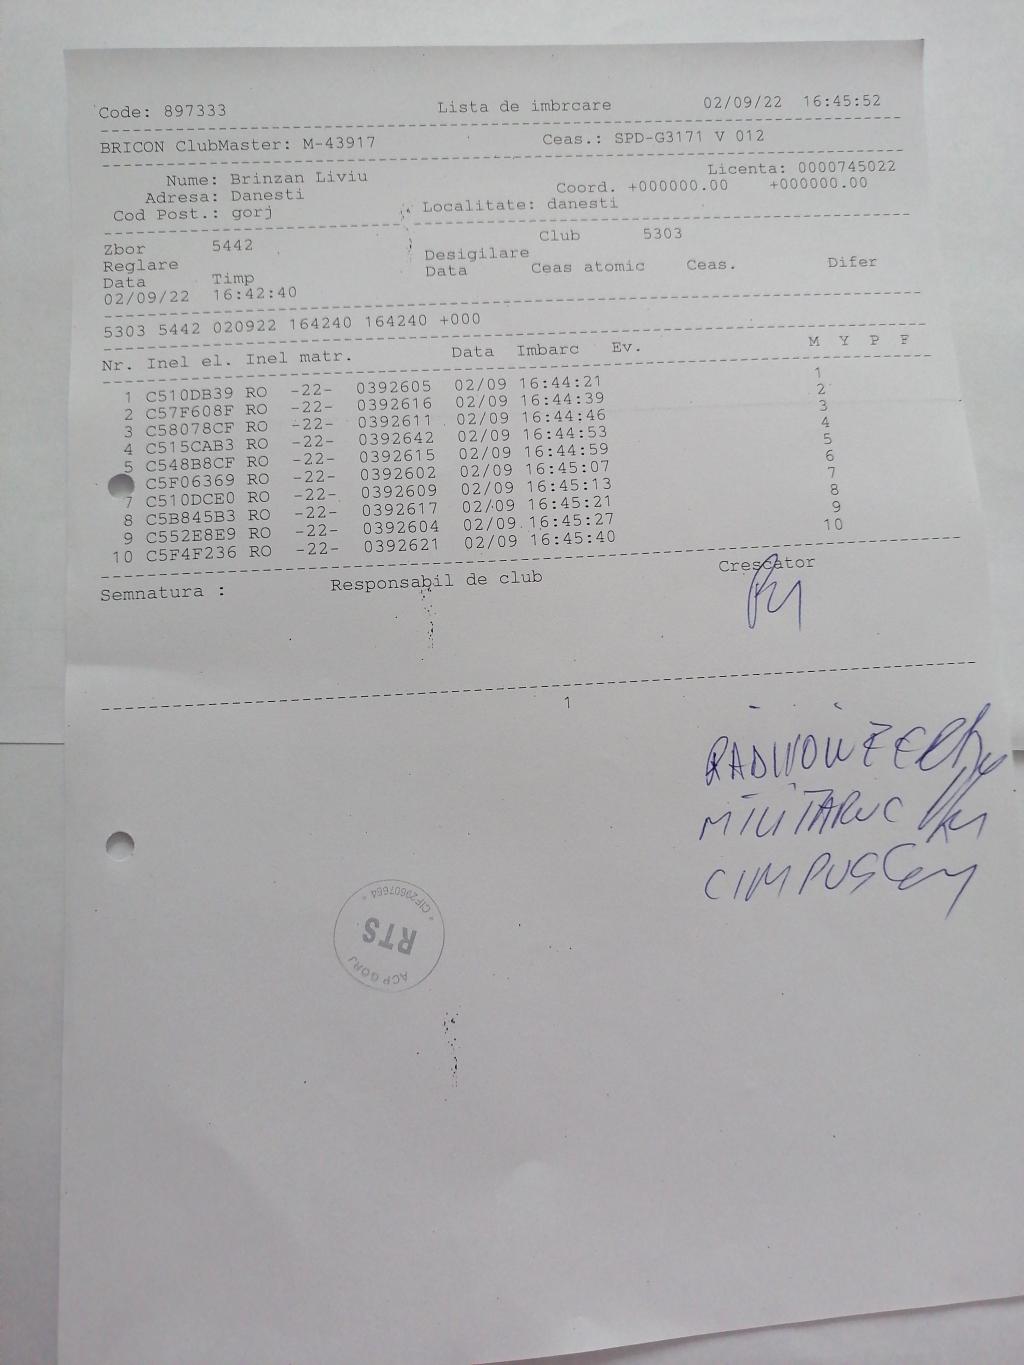 Code: 897333 Lista de imbrcare 02/09/22 16:45:52
BRICON ClubMaster: M-43917 Ceas.: SPD-G3171 V 012
Nume: Brinzan Liviu Licenta: 0000745022
Adresa: Danesti Coord. +000000.00 +000000.00
Cod Post.: gorj Localitate: danesti
Zbor 5442 Club 5303
Reglare Desigilare
Data Timp Data Ceas atomic Ceas. Difer
02/09/22 16:42:40
5303 5442 020922 164240 164240 +000
Nr. Inel el. Inel matr. Data Imbarc Ev. M Y P F
1 C510DB39 RO -22- 0392605 02/09 16:44:21 1
2 C57F608F RO -22- 0392616 02/09 16:44:39 2
3 C58078CF RO -22- 0392611 02/09 16:44:46 3
4 C515CAB3 RO -22- 0392642 02/09 16:44:53 4
5 C548B8CF RO -22- 0392615 02/09 16:44:59 5
C5F06369 RO -22- 0392602 02/09 16:45:07 6
7 C510DCE0 RO -22- 0392609 02/09 16:45:13 7
8 C5B845B3 RO -22- 0392617 02/09 16:45:21 8
9 C552E8E9 RO -22- 0392604 02/09 16:45:27 9
10 C5F4F236 RO -22- 0392621 02/09 16:45:40 10
Semnatura : Responsabil de club Crescator
1
MILITARUC
CIMPUS
ACP GORJ
RTS
* CIF29607664 *